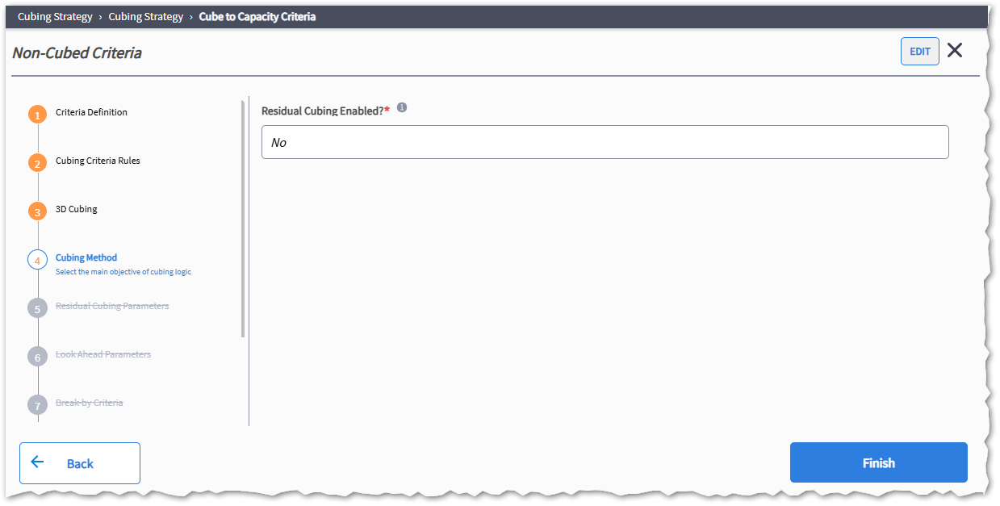 Cubing Strategy › Cubing Strategy › Cube to Capacity Criteria
Non-Cubed Criteria
EDIT
1 Criteria Definition
2 Cubing Criteria Rules
3 3D Cubing
4 Cubing Method
Select the main objective of cubing logic
5 Residual Cubing Parameters
6 Look Ahead Parameters
7 Break-by Criteria
Residual Cubing Enabled?*
No
Back
Finish